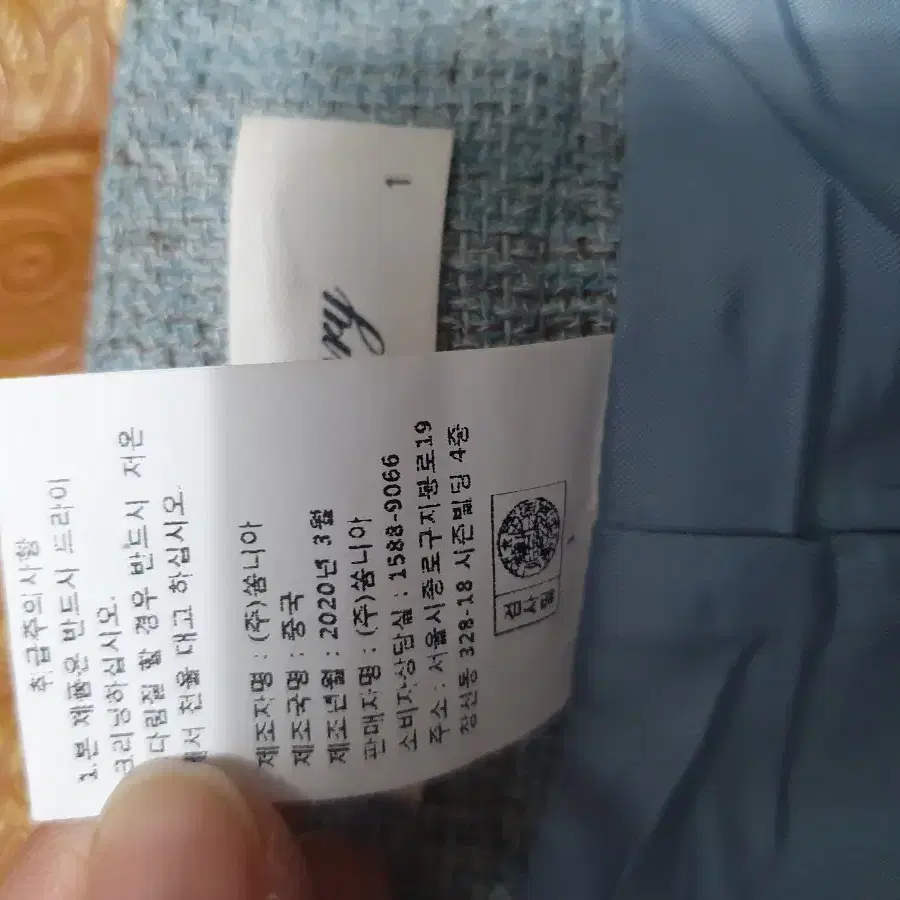 1
취급주의사항
1.본 제품은 반드시 드라이
크리닝하십시오.
다림질 할 경우 반드시 저온
에서 천을 대고 하십시오
제조자명 : (주)쏨니아
제조국명 : 중국
제조년월 : 2020년 3월
판매자명 : (주)쏨니아
소비자상담실 : 1588-9066
주소 : 서울시종로구지봉로19
창신동 328-18 시즌빌딩 4층
검사필